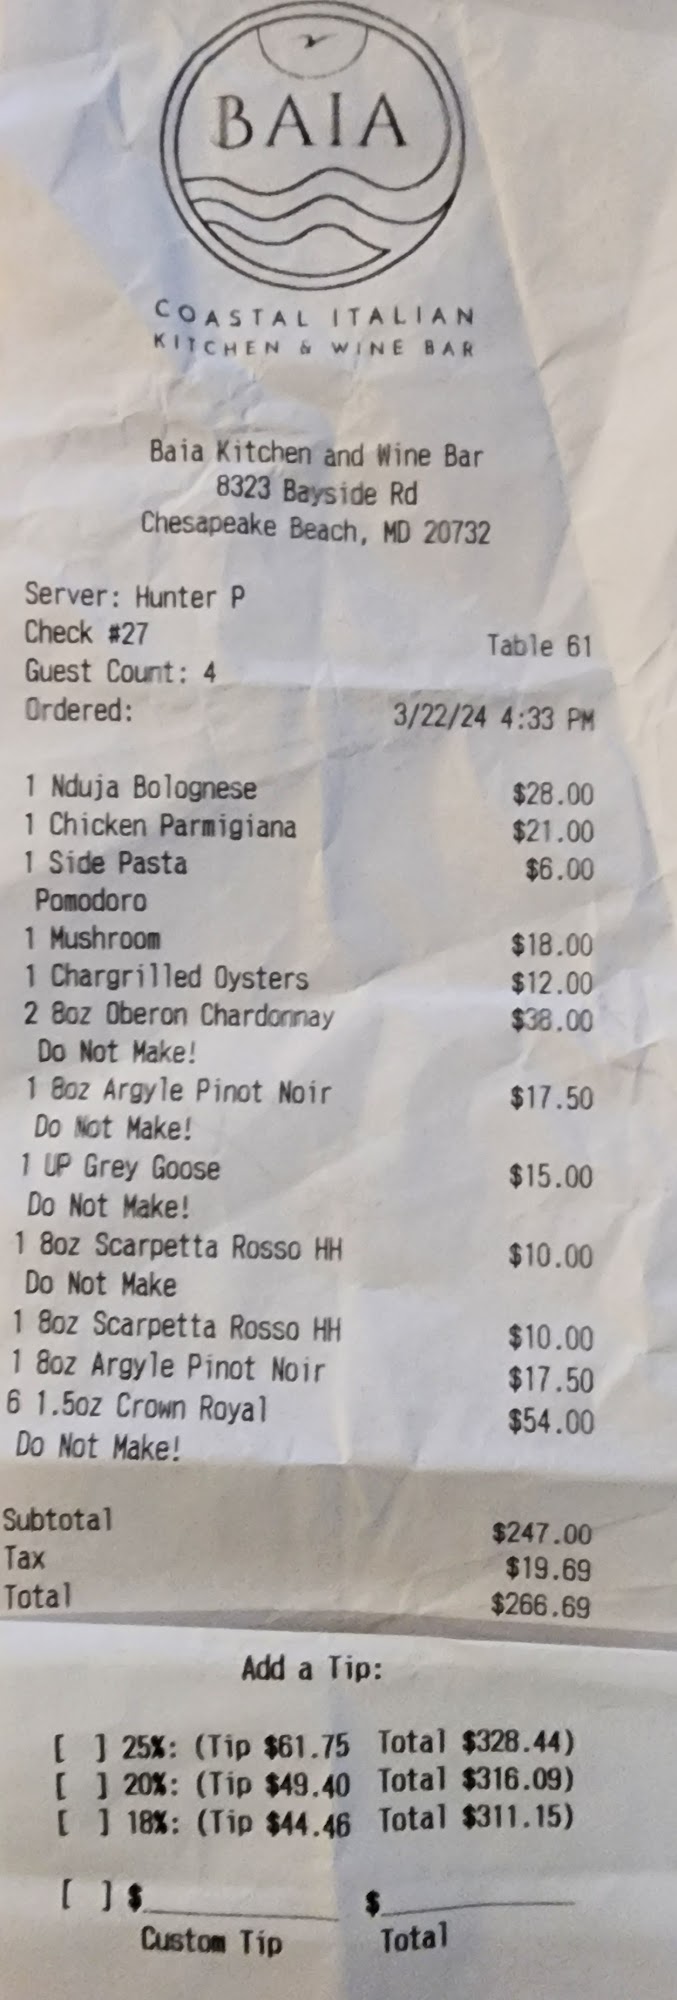 BAIA
COASTAL ITALIAN
KITCHEN & WINE BAR
Baia Kitchen and Wine Bar
8323 Bayside Rd
Chesapeake Beach, MD 20732
Server: Hunter P
Check #27 Table 61
Guest Count: 4
Ordered: 3/22/24 4:33 PM
1 Nduja Bolognese $28.00
1 Chicken Parmigiana $21.00
1 Side Pasta $6.00
Pomodoro
1 Mushroom $18.00
1 Chargrilled Oysters $12.00
2 8oz Oberon Chardonnay $38.00
Do Not Make!
1 8oz Argyle Pinot Noir $17.50
Do Not Make!
1 UP Grey Goose $15.00
Do Not Make!
1 8oz Scarpetta Rosso HH $10.00
Do Not Make
1 8oz Scarpetta Rosso HH $10.00
1 8oz Argyle Pinot Noir $17.50
6 1.5oz Crown Royal $54.00
Do Not Make!
Subtotal $247.00
Tax $19.69
Total $266.69
Add a Tip:
[ ] 25%: (Tip $61.75 Total $328.44)
[ ] 20%: (Tip $49.40 Total $316.09)
[ ] 18%: (Tip $44.46 Total $311.15)
[ ] $____________ $____________
Custom Tip Total